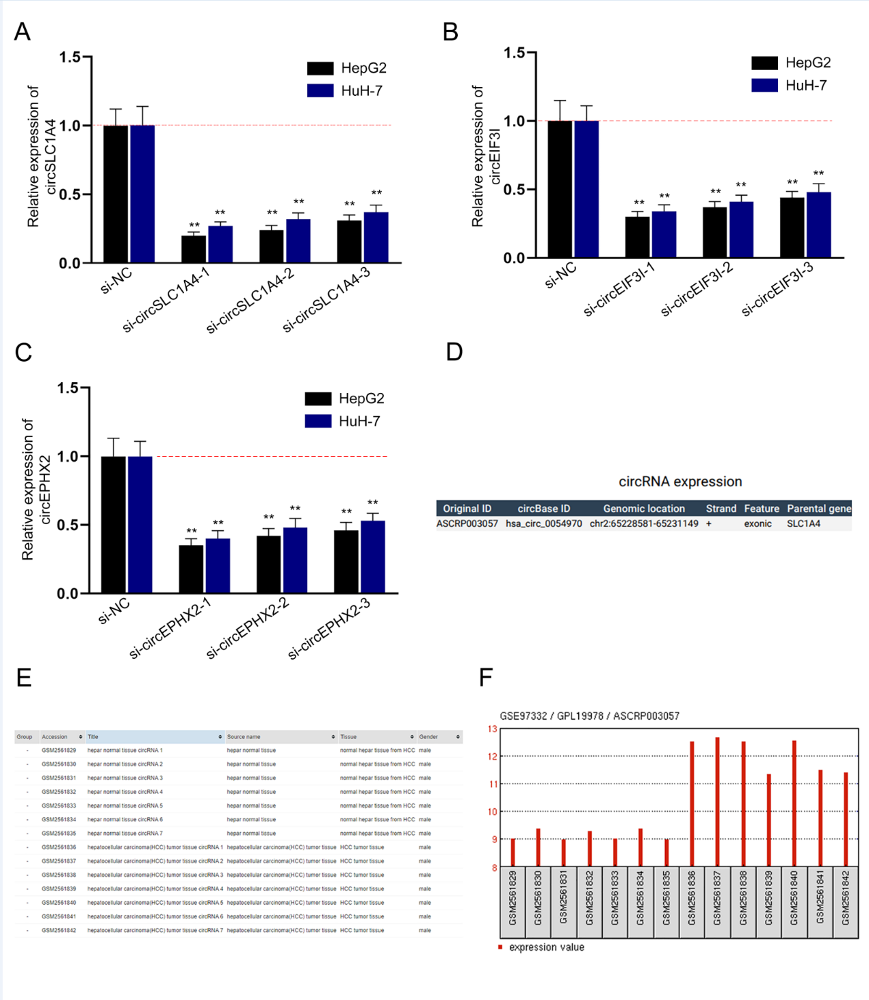 A
1.5
1.0
0.5
0.0
Relative expression of
circSLC1A4
HepG2
HuH-7
** ** ** ** ** **
si-NC
si-circSLC1A4-1
si-circSLC1A4-2
si-circSLC1A4-3
B
1.5
1.0
0.5
0.0
Relative expression of
circEIF3I
HepG2
HuH-7
** ** ** ** ** **
si-NC
si-circEIF3I-1
si-circEIF3I-2
si-circEIF3I-3
C
1.5
1.0
0.5
0.0
Relative expression of
circEPHX2
HepG2
HuH-7
** ** ** ** ** **
si-NC
si-circEPHX2-1
si-circEPHX2-2
si-circEPHX2-3
D
circRNA expression
Original ID circBase ID Genomic location Strand Feature Parental gene
ASCRP003057 hsa_circ_0054970 chr2:65228581-65231149 + exonic SLC1A4
E
Group Accession Title Source name Tissue Gender
- GSM2561829 hepar normal tissue circRNA 1 hepar normal tissue normal hepar tissue from HCC male
- GSM2561830 hepar normal tissue circRNA 2 hepar normal tissue normal hepar tissue from HCC male
- GSM2561831 hepar normal tissue circRNA 3 hepar normal tissue normal hepar tissue from HCC male
- GSM2561832 hepar normal tissue circRNA 4 hepar normal tissue normal hepar tissue from HCC male
- GSM2561833 hepar normal tissue circRNA 5 hepar normal tissue normal hepar tissue from HCC male
- GSM2561834 hepar normal tissue circRNA 6 hepar normal tissue normal hepar tissue from HCC male
- GSM2561835 hepar normal tissue circRNA 7 hepar normal tissue normal hepar tissue from HCC male
- GSM2561836 hepatocellular carcinoma(HCC) tumor tissue circRNA 1 hepatocellular carcinoma(HCC) tumor tissue HCC tumor tissue male
- GSM2561837 hepatocellular carcinoma(HCC) tumor tissue circRNA 2 hepatocellular carcinoma(HCC) tumor tissue HCC tumor tissue male
- GSM2561838 hepatocellular carcinoma(HCC) tumor tissue circRNA 3 hepatocellular carcinoma(HCC) tumor tissue HCC tumor tissue male
- GSM2561839 hepatocellular carcinoma(HCC) tumor tissue circRNA 4 hepatocellular carcinoma(HCC) tumor tissue HCC tumor tissue male
- GSM2561840 hepatocellular carcinoma(HCC) tumor tissue circRNA 5 hepatocellular carcinoma(HCC) tumor tissue HCC tumor tissue male
- GSM2561841 hepatocellular carcinoma(HCC) tumor tissue circRNA 6 hepatocellular carcinoma(HCC) tumor tissue HCC tumor tissue male
- GSM2561842 hepatocellular carcinoma(HCC) tumor tissue circRNA 7 hepatocellular carcinoma(HCC) tumor tissue HCC tumor tissue male
F
GSE97332 / GPL19978 / ASCRP003057
13
12
11
10
9
8
GSM2561829
GSM2561830
GSM2561831
GSM2561832
GSM2561833
GSM2561834
GSM2561835
GSM2561836
GSM2561837
GSM2561838
GSM2561839
GSM2561840
GSM2561841
GSM2561842
expression value